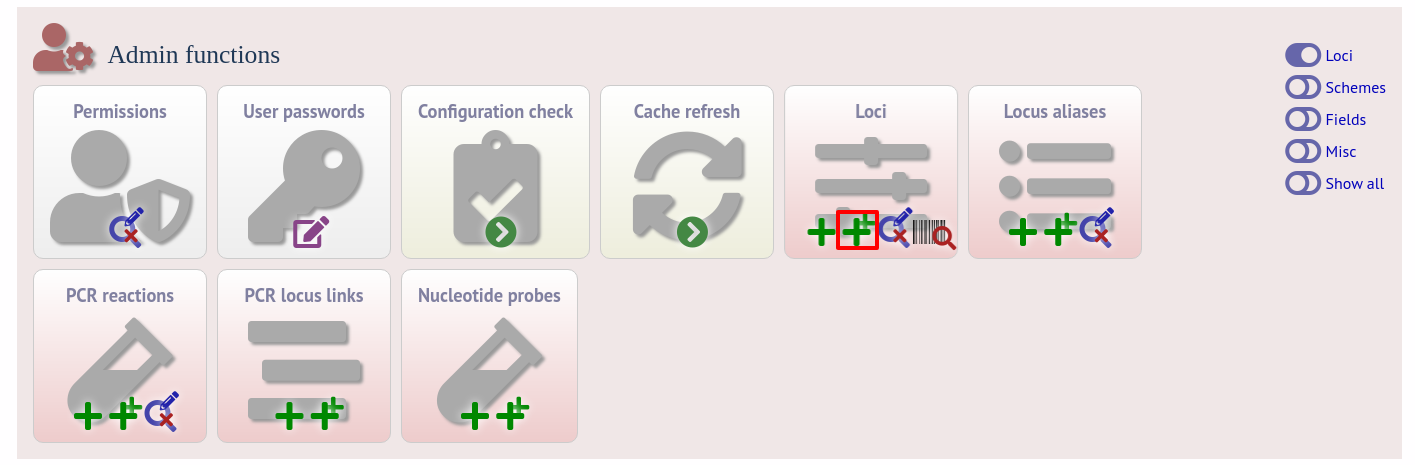 Admin functions
Loci
Schemes
Fields
Misc
Show all
Permissions
User passwords
Configuration check
Cache refresh
Loci
Locus aliases
PCR reactions
PCR locus links
Nucleotide probes